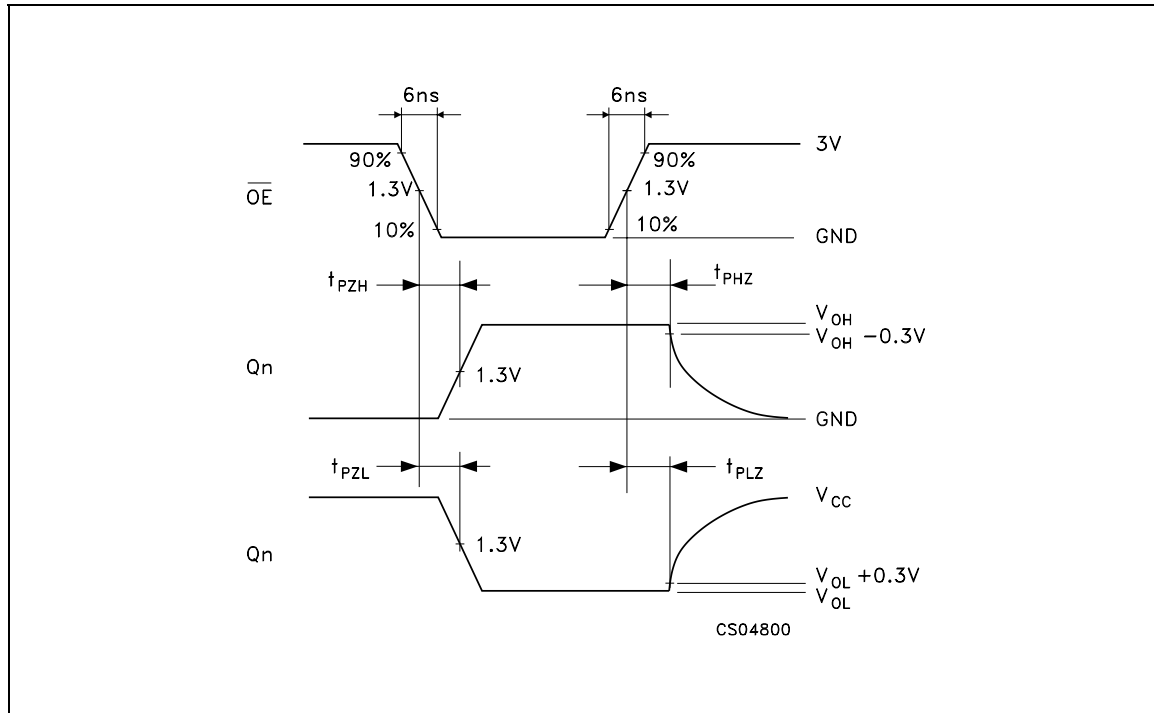 6ns 6ns
3V
90% 90%
O̅E̅ 1.3V 1.3V
10% 10%
GND
tPZH tPHZ
VOH
VOH −0.3V
Qn 1.3V
GND
tPZL tPLZ
VCC
Qn 1.3V
VOL +0.3V
VOL
CS04800